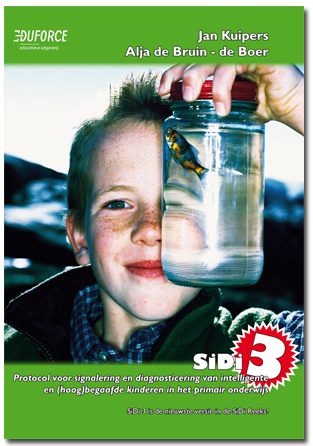 EDUFORCE
educatieve uitgeverij
Jan Kuipers
Alja de Bruin - de Boer
SiDi 3
Protocol voor signalering en diagnosticering van intelligente
en (hoog)begaafde kinderen in het primair onderwijs
SiDi 3 is de nieuwste versie in de SiDi Reeks!